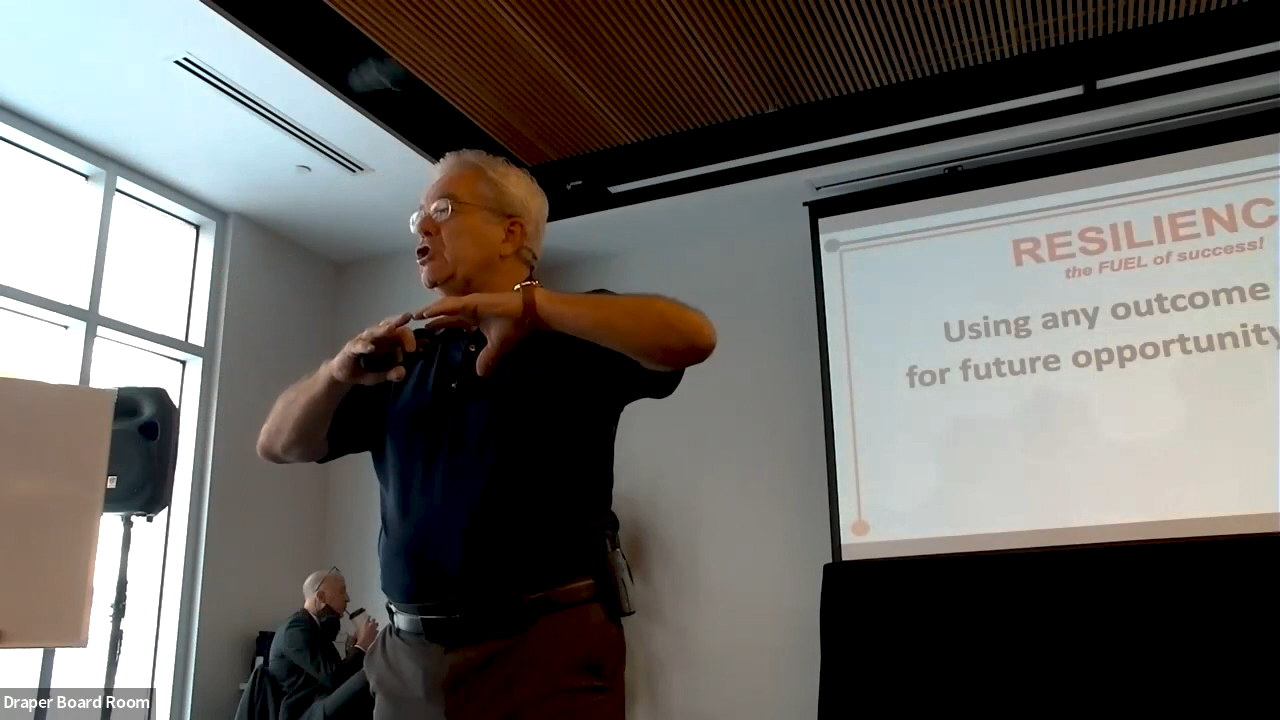 RESILIENC
the FUEL of success!
Using any outcome
for future opportunity
Draper Board Room